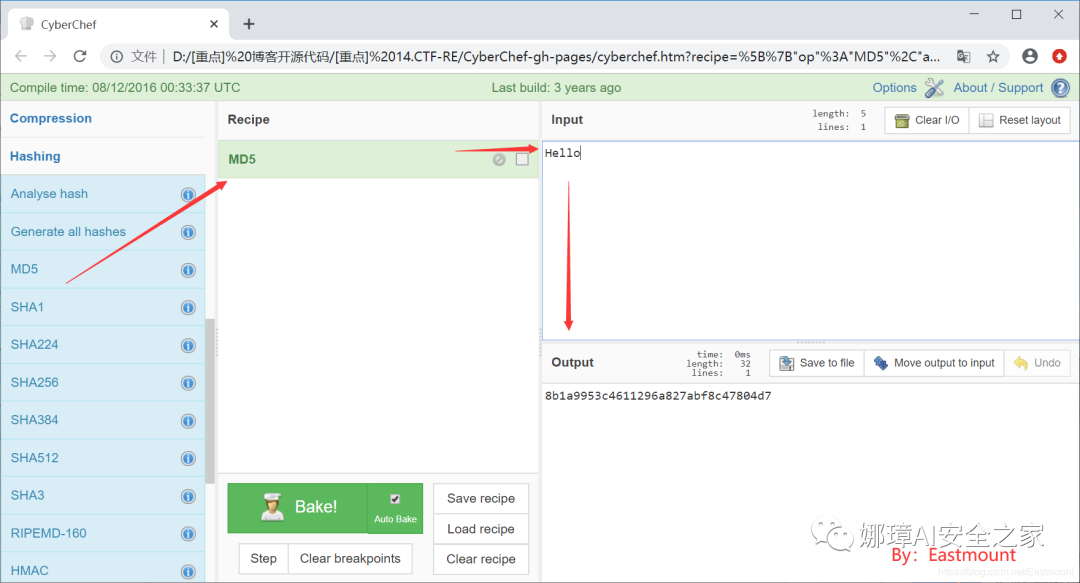 CyberChef
文件 D:/[重点]%20博客开源代码/[重点]%2014.CTF-RE/CyberChef-gh-pages/cyberchef.htm?recipe=%5B%7B"op"%3A"MD5"%2C"a...
Compile time: 08/12/2016 00:33:37 UTC
Last build: 3 years ago
Options
About / Support
Compression
Hashing
Analyse hash
Generate all hashes
MD5
SHA1
SHA224
SHA256
SHA384
SHA512
SHA3
RIPEMD-160
HMAC
Recipe
MD5
Bake!
Auto Bake
Step
Clear breakpoints
Save recipe
Load recipe
Clear recipe
Input
length: 5
lines: 1
Clear I/O
Reset layout
Hello
Output
time: 0ms
length: 32
lines: 1
Save to file
Move output to input
Undo
8b1a9953c4611296a827abf8c47804d7
娜璋AI安全之家
By：Eastmount
https://blog.csdn.net/Eastmount